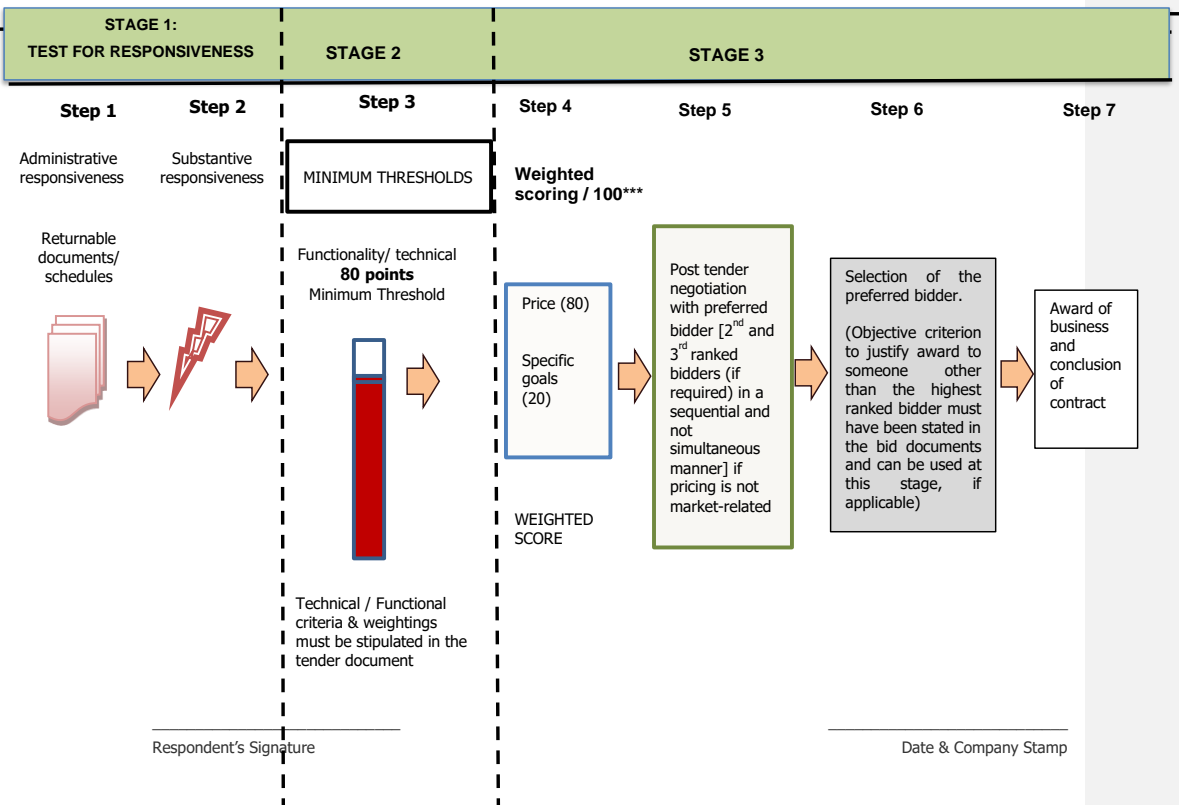 STAGE 1:
TEST FOR RESPONSIVENESS
STAGE 2
STAGE 3
Step 1
Step 2
Step 3
Step 4
Step 5
Step 6
Step 7
Administrative
responsiveness
Substantive
responsiveness
MINIMUM THRESHOLDS
Weighted
scoring / 100***
Returnable
documents/
schedules
Functionality/ technical
80 points
Minimum Threshold
Technical / Functional
criteria & weightings
must be stipulated in the
tender document
Price (80)
Specific
goals
(20)
WEIGHTED
SCORE
Post tender
negotiation
with preferred
bidder [2nd and
3rd ranked
bidders (if
required) in a
sequential and
not
simultaneous
manner] if
pricing is not
market-related
Selection of the
preferred bidder.
(Objective criterion
to justify award to
someone other
than the highest
ranked bidder must
have been stated in
the bid documents
and can be used at
this stage, if
applicable)
Award of
business
and
conclusion
of
contract
Respondent's Signature
Date & Company Stamp